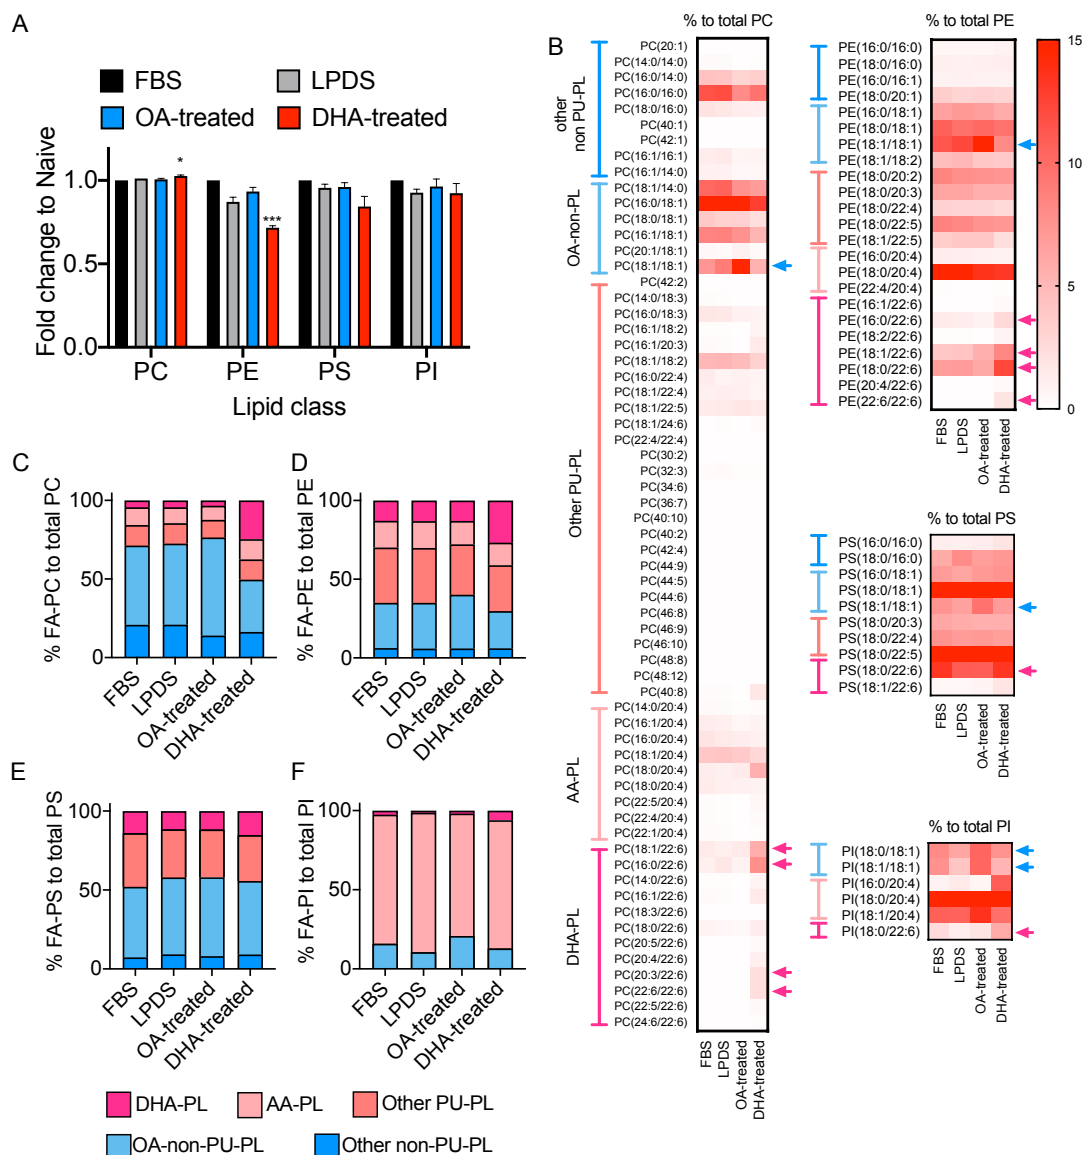 A
FBS
LPDS
OA-treated
DHA-treated
Fold change to Naive
1.0
0.5
0.0
*
***
PC
PE
PS
PI
Lipid class
B
% to total PC
other
non PU-PL
OA-non-PL
Other PU-PL
AA-PL
DHA-PL
PC(20:1)
PC(14:0/14:0)
PC(16:0/14:0)
PC(16:0/16:0)
PC(18:0/16:0)
PC(40:1)
PC(42:1)
PC(16:1/16:1)
PC(16:1/14:0)
PC(18:1/14:0)
PC(16:0/18:1)
PC(18:0/18:1)
PC(16:1/18:1)
PC(20:1/18:1)
PC(18:1/18:1)
PC(42:2)
PC(14:0/18:3)
PC(16:0/18:3)
PC(16:1/18:2)
PC(16:1/20:3)
PC(18:1/18:2)
PC(16:0/22:4)
PC(18:1/22:4)
PC(18:1/22:5)
PC(18:1/24:6)
PC(22:4/22:4)
PC(30:2)
PC(32:3)
PC(34:6)
PC(36:7)
PC(40:10)
PC(40:2)
PC(42:4)
PC(44:9)
PC(44:5)
PC(44:6)
PC(46:8)
PC(46:9)
PC(46:10)
PC(48:8)
PC(48:12)
PC(40:8)
PC(14:0/20:4)
PC(16:1/20:4)
PC(16:0/20:4)
PC(18:1/20:4)
PC(18:0/20:4)
PC(18:0/20:4)
PC(22:5/20:4)
PC(22:4/20:4)
PC(22:1/20:4)
PC(18:1/22:6)
PC(16:0/22:6)
PC(14:0/22:6)
PC(16:1/22:6)
PC(18:3/22:6)
PC(18:0/22:6)
PC(20:5/22:6)
PC(20:4/22:6)
PC(20:3/22:6)
PC(22:6/22:6)
PC(22:5/22:6)
PC(24:6/22:6)
FBS
LPDS
OA-treated
DHA-treated
% to total PE
PE(16:0/16:0)
PE(18:0/16:0)
PE(16:0/16:1)
PE(18:0/20:1)
PE(16:0/18:1)
PE(18:0/18:1)
PE(18:1/18:1)
PE(18:1/18:2)
PE(18:0/20:2)
PE(18:0/20:3)
PE(18:0/22:4)
PE(18:0/22:5)
PE(18:1/22:5)
PE(16:0/20:4)
PE(18:0/20:4)
PE(22:4/20:4)
PE(16:1/22:6)
PE(16:0/22:6)
PE(18:2/22:6)
PE(18:1/22:6)
PE(18:0/22:6)
PE(20:4/22:6)
PE(22:6/22:6)
FBS
LPDS
OA-treated
DHA-treated
15
10
5
0
% to total PS
PS(16:0/16:0)
PS(18:0/16:0)
PS(16:0/18:1)
PS(18:0/18:1)
PS(18:1/18:1)
PS(18:0/20:3)
PS(18:0/22:4)
PS(18:0/22:5)
PS(18:0/22:6)
PS(18:1/22:6)
FBS
LPDS
OA-treated
DHA-treated
% to total PI
PI(18:0/18:1)
PI(18:1/18:1)
PI(16:0/20:4)
PI(18:0/20:4)
PI(18:1/20:4)
PI(18:0/22:6)
FBS
LPDS
OA-treated
DHA-treated
C
% FA-PC to total PC
100
50
0
FBS
LPDS
OA-treated
DHA-treated
D
% FA-PE to total PE
100
50
0
FBS
LPDS
OA-treated
DHA-treated
E
% FA-PS to total PS
100
50
0
FBS
LPDS
OA-treated
DHA-treated
F
% FA-PI to total PI
100
50
0
FBS
LPDS
OA-treated
DHA-treated
DHA-PL
AA-PL
Other PU-PL
OA-non-PU-PL
Other non-PU-PL